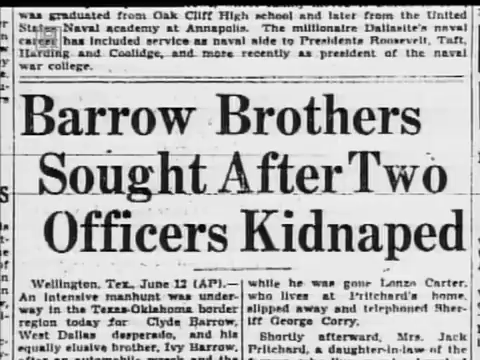 was graduated from Oak Cliff High school and later from the United
States Naval academy at Annapolis. The millionaire Dallasite's naval
career has included service as naval aide to Presidents Roosevelt, Taft,
Harding and Coolidge, and more recently as president of the naval
war college.
Barrow Brothers
Sought After Two
Officers Kidnaped
Wellington, Tex., June 12 (AP).—
An intensive manhunt was under-
way in the Texas-Oklahoma border
region today for Clyde Barrow,
West Dallas desperado, and his
equally elusive brother, Ivy Barrow,
after an automobile
while he was gone Lonzo Carter,
who lives at Pritchard's home,
slipped away and telephoned Sher-
iff George Corry.
Shortly afterward, Mrs. Jack
Pritchard, a daughter-in-law of the